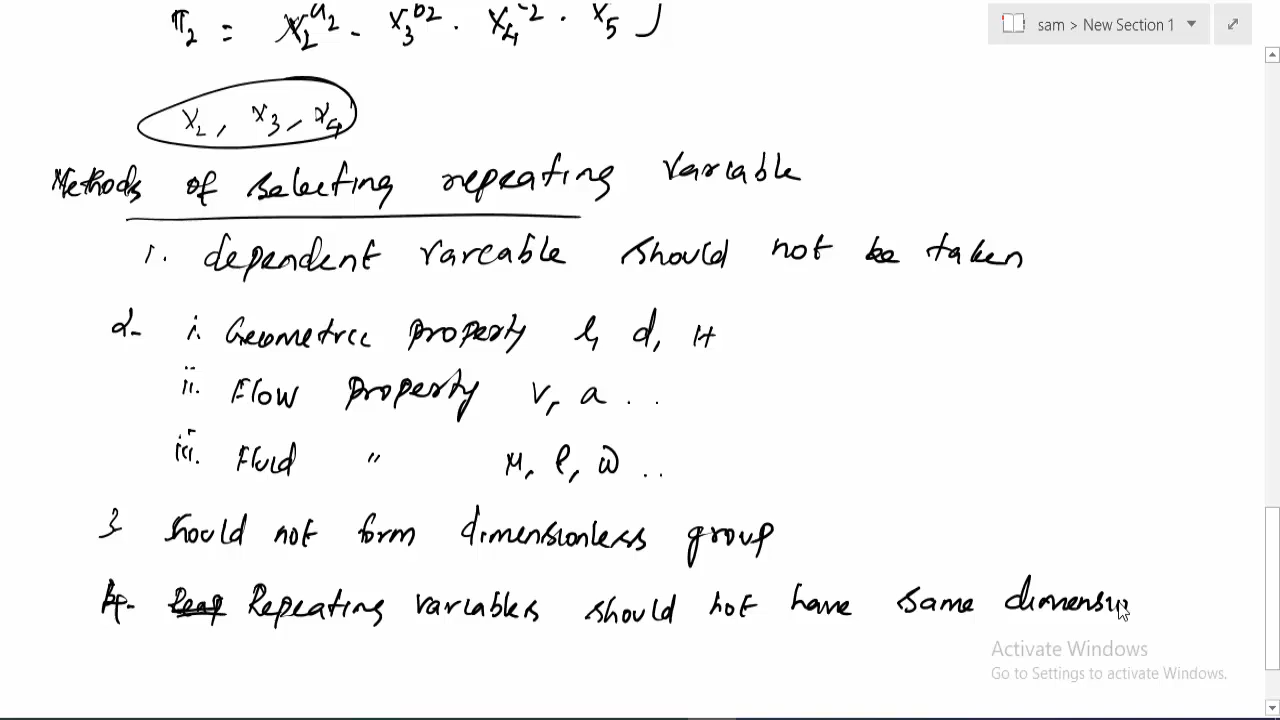 π₂ = X₂^a₂ . X₃^b₂ . X₄^c₂ . X₅
sam > New Section 1
X₂, X₃, X₄
Methods of selecting repeating variable
1. dependent vareable should not be taken
2- i. Geometric property l, d, H
ii. Flow property V, a . .
iii. Fluid " μ, ρ, ω . .
3 should not form dimensionless group
4- Repeating variables should not have same dimensi
Activate Windows
Go to Settings to activate Windows.